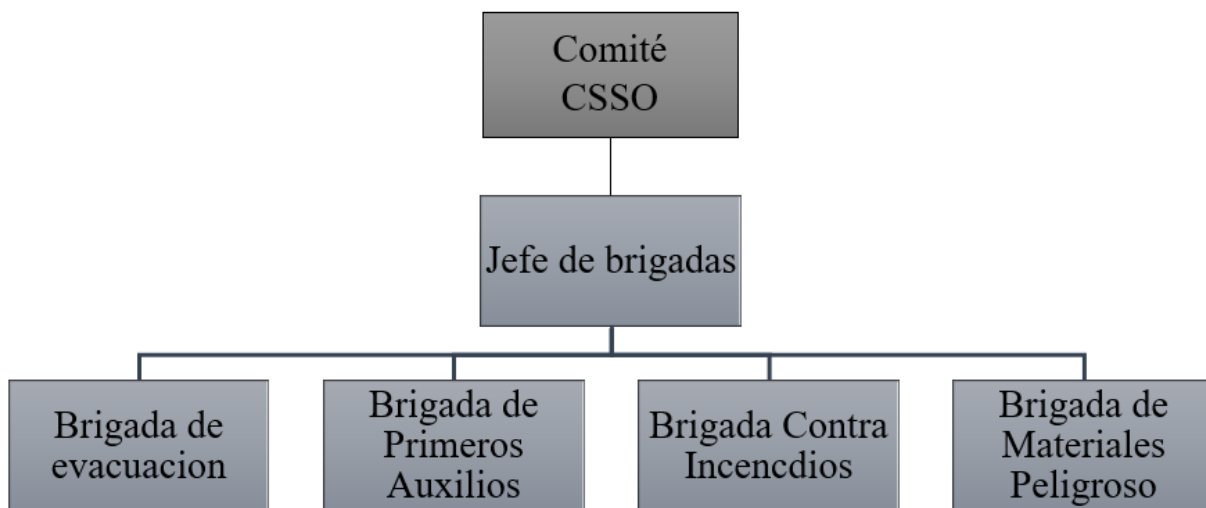 Comité
CSSO
Jefe de brigadas
Brigada de
evacuacion
Brigada de
Primeros
Auxilios
Brigada Contra
Incencdios
Brigada de
Materiales
Peligroso